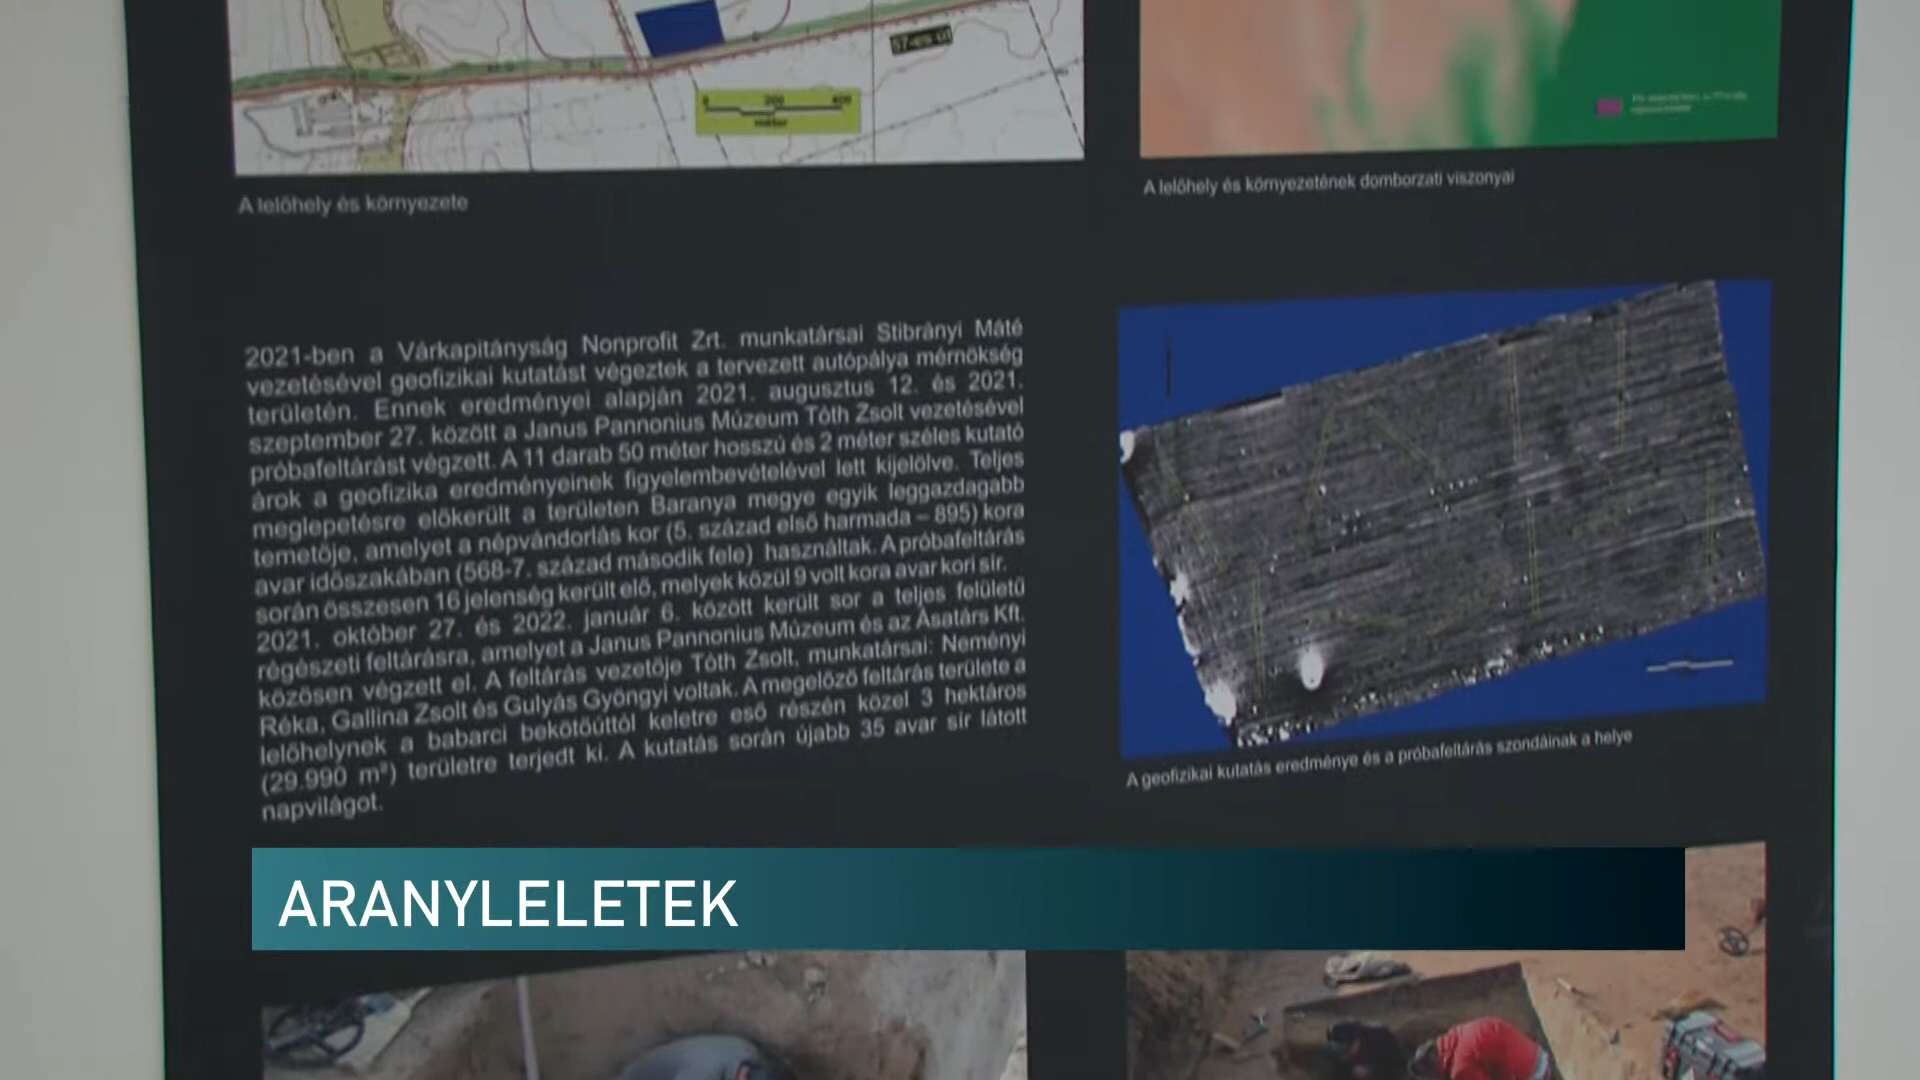 57-es út
0 200 400
méter
A lelőhely és környezete
A lelőhely és környezetének domborzati viszonyai
2021-ben a Várkapitányság Nonprofit Zrt. munkatársai Stibrányi Máté
vezetésével geofizikai kutatást végeztek a tervezett autópálya mérnökség
területén. Ennek eredményei alapján 2021. augusztus 12. és 2021.
szeptember 27. között a Janus Pannonius Múzeum Tóth Zsolt vezetésével
próbafeltárást végzett. A 11 darab 50 méter hosszú és 2 méter széles kutató
árok a geofizika eredményeinek figyelembevételével lett kijelölve. Teljes
meglepetésre előkerült a területen Baranya megye egyik leggazdagabb
temetője, amelyet a népvándorlás kor (5. század első harmada – 895) kora
avar időszakában (568-7. század második fele) használtak. A próbafeltárás
során összesen 16 jelenség került elő, melyek közül 9 volt kora avar kori sír.
2021. október 27. és 2022. január 6. között került sor a teljes felületű
régészeti feltárásra, amelyet a Janus Pannonius Múzeum és az Ásatárs Kft.
közösen végzett el. A feltárás vezetője Tóth Zsolt, munkatársai: Neményi
Réka, Gallina Zsolt és Gulyás Gyöngyi voltak. A megelőző feltárás területe a
lelőhelynek a babarci bekötőúttól keletre eső részén közel 3 hektáros
(29.990 m²) területre terjedt ki. A kutatás során újabb 35 avar sír látott
napvilágot.
A geofizikai kutatás eredménye és a próbafeltárás szondáinak a helye
ARANYLELETEK